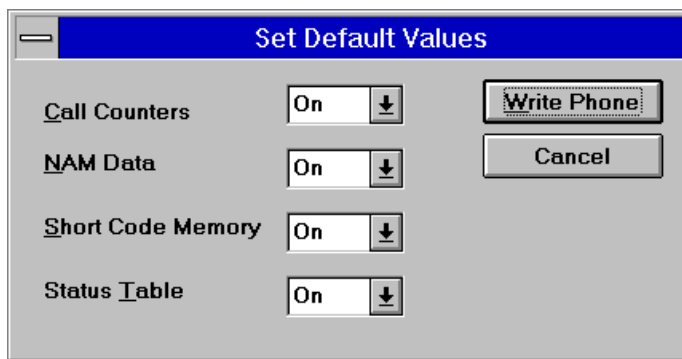 Set Default Values
Call Counters On Write Phone
NAM Data On Cancel
Short Code Memory On
Status Table On